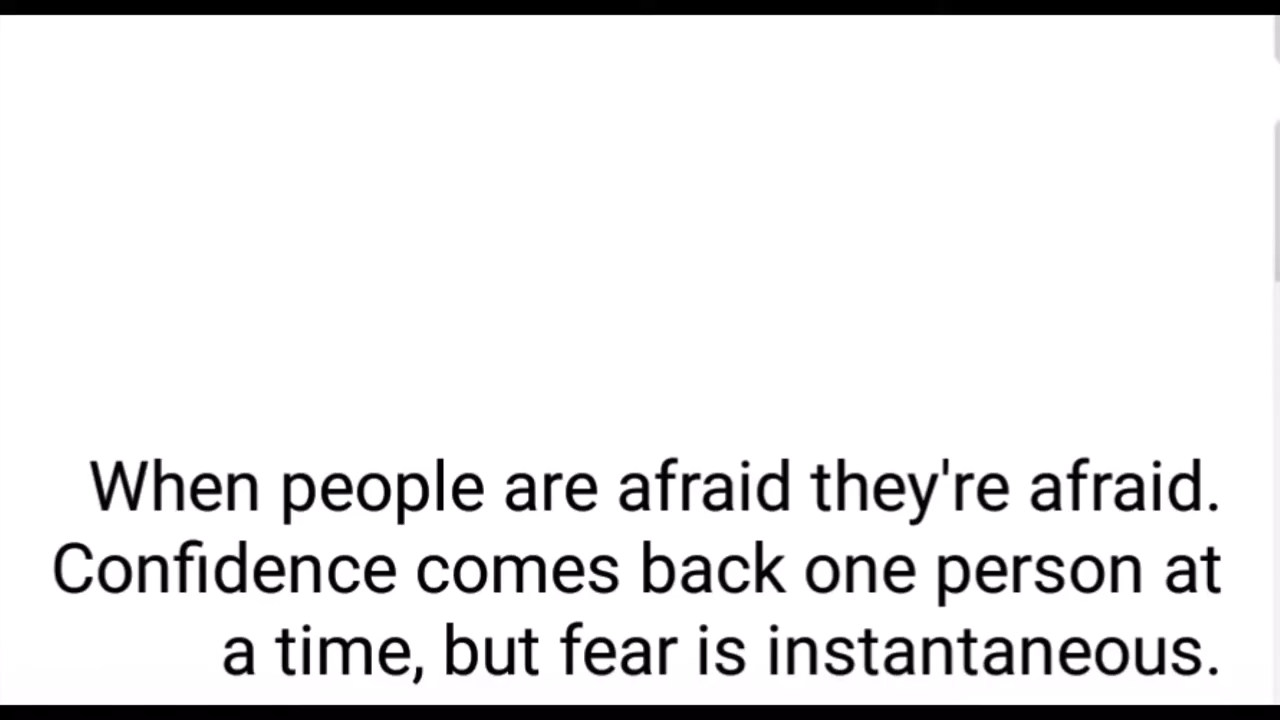 When people are afraid they're afraid.
Confidence comes back one person at
a time, but fear is instantaneous.